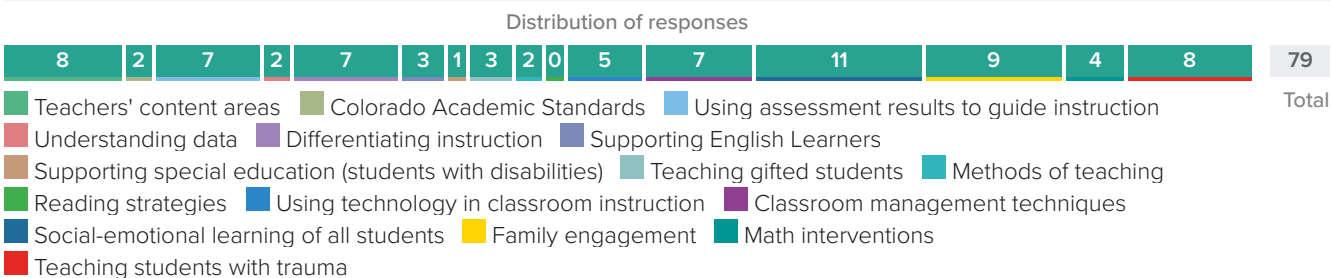 Distribution of responses
8 2 7 2 7 3 1 3 2 0 5 7 11 9 4 8 79
Teachers' content areas Colorado Academic Standards Using assessment results to guide instruction Total
Understanding data Differentiating instruction Supporting English Learners
Supporting special education (students with disabilities) Teaching gifted students Methods of teaching
Reading strategies Using technology in classroom instruction Classroom management techniques
Social-emotional learning of all students Family engagement Math interventions
Teaching students with trauma